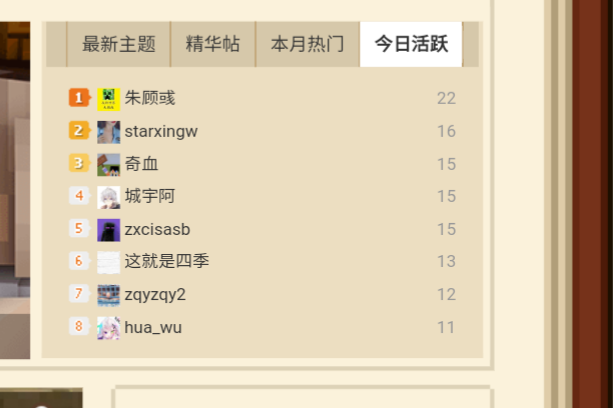 最新主题 精华帖 本月热门 今日活跃
1 朱顾彧 22
2 starxingw 16
3 奇血 15
4 城宇阿 15
5 zxcisasb 15
6 这就是四季 13
7 zqyzqy2 12
8 hua_wu 11